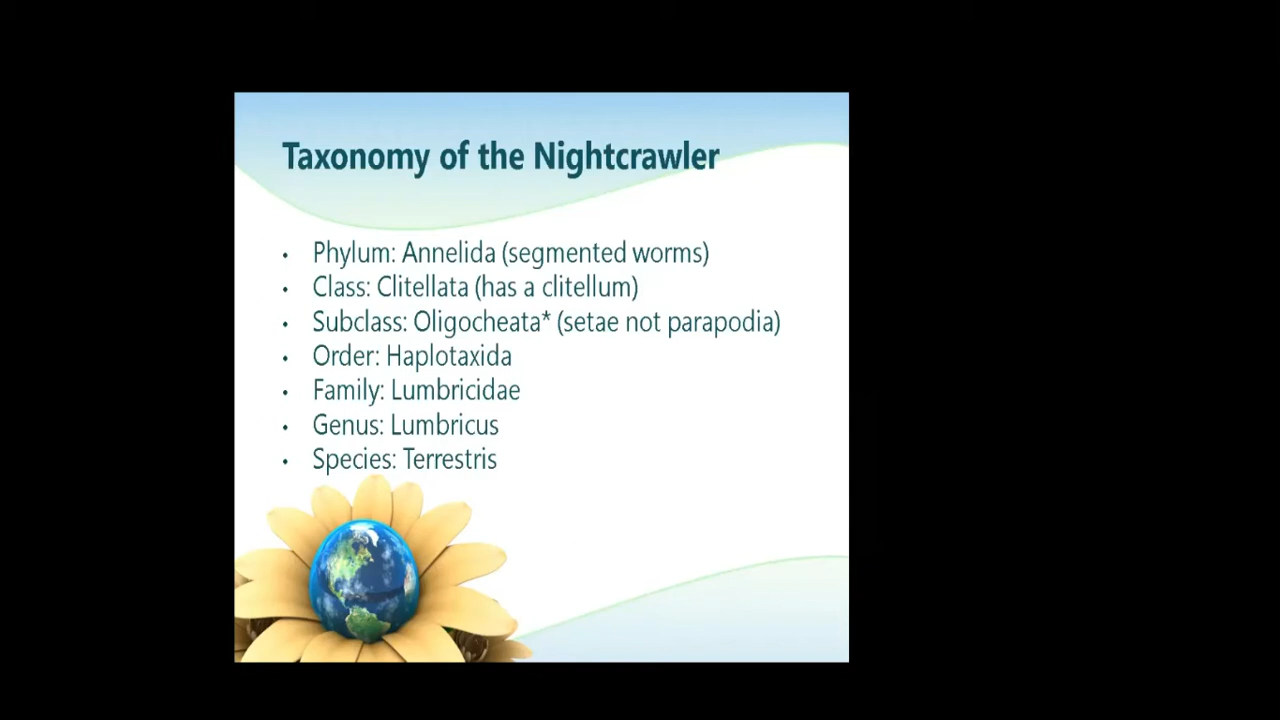 Taxonomy of the Nightcrawler
• Phylum: Annelida (segmented worms)
• Class: Clitellata (has a clitellum)
• Subclass: Oligocheata* (setae not parapodia)
• Order: Haplotaxida
• Family: Lumbricidae
• Genus: Lumbricus
• Species: Terrestris